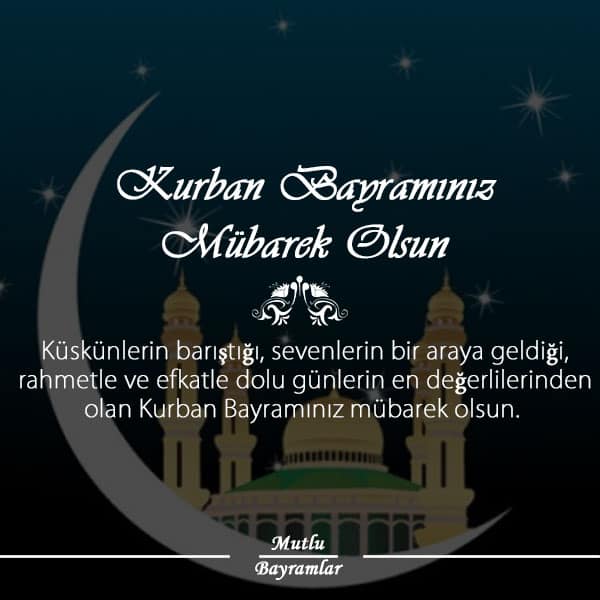 Kurban Bayramınız
Mübarek Olsun
Küskünlerin barıştığı, sevenlerin bir araya geldiği,
rahmetle ve efkatle dolu günlerin en değerlilerinden
olan Kurban Bayramınız mübarek olsun.
Mutlu
Bayramlar